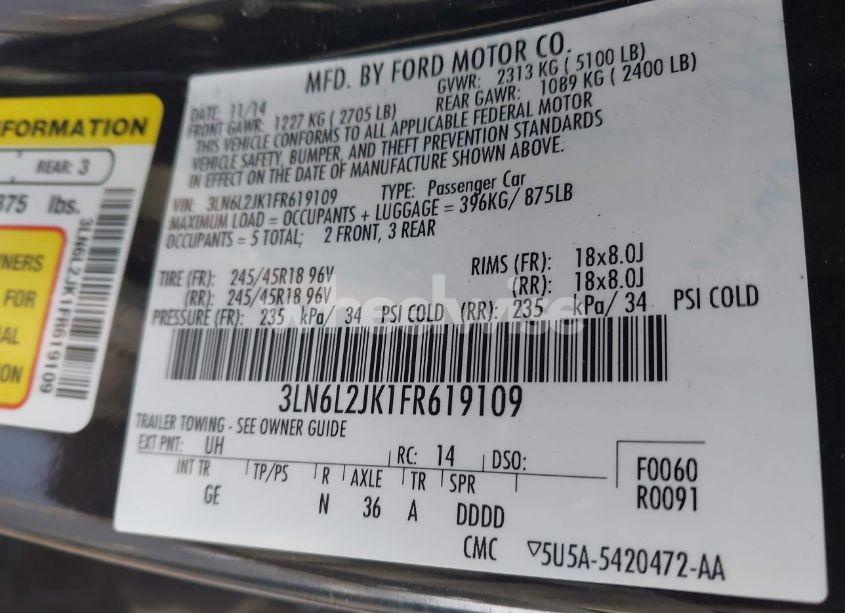 MFD. BY FORD MOTOR CO.
DATE: 11/14 GVWR: 2313 KG ( 5100 LB)
FRONT GAWR: 1227 KG ( 2705 LB) REAR GAWR: 1089 KG ( 2400 LB)
THIS VEHICLE CONFORMS TO ALL APPLICABLE FEDERAL MOTOR
VEHICLE SAFETY, BUMPER, AND THEFT PREVENTION STANDARDS
IN EFFECT ON THE DATE OF MANUFACTURE SHOWN ABOVE.
VIN: 3LN6L2JK1FR619109 TYPE: Passenger Car
MAXIMUM LOAD = OCCUPANTS + LUGGAGE = 396KG/ 875LB
OCCUPANTS = 5 TOTAL; 2 FRONT, 3 REAR
TIRE (FR): 245/45R18 96V RIMS (FR): 18x8.0J
(RR): 245/45R18 96V (RR): 18x8.0J
PRESSURE (FR): 235 kPa/ 34 PSI COLD (RR): 235 kPa/ 34 PSI COLD
3LN6L2JK1FR619109
TRAILER TOWING - SEE OWNER GUIDE
EXT PNT: UH RC: 14 DSO:
INT TR TP/PS R AXLE TR SPR
GE N 36 A DDDD
F0060
R0091
CMC 5U5A-5420472-AA
FORMATION
REAR: 3
875 lbs.
3LN6L2JK1FR619109
FOR